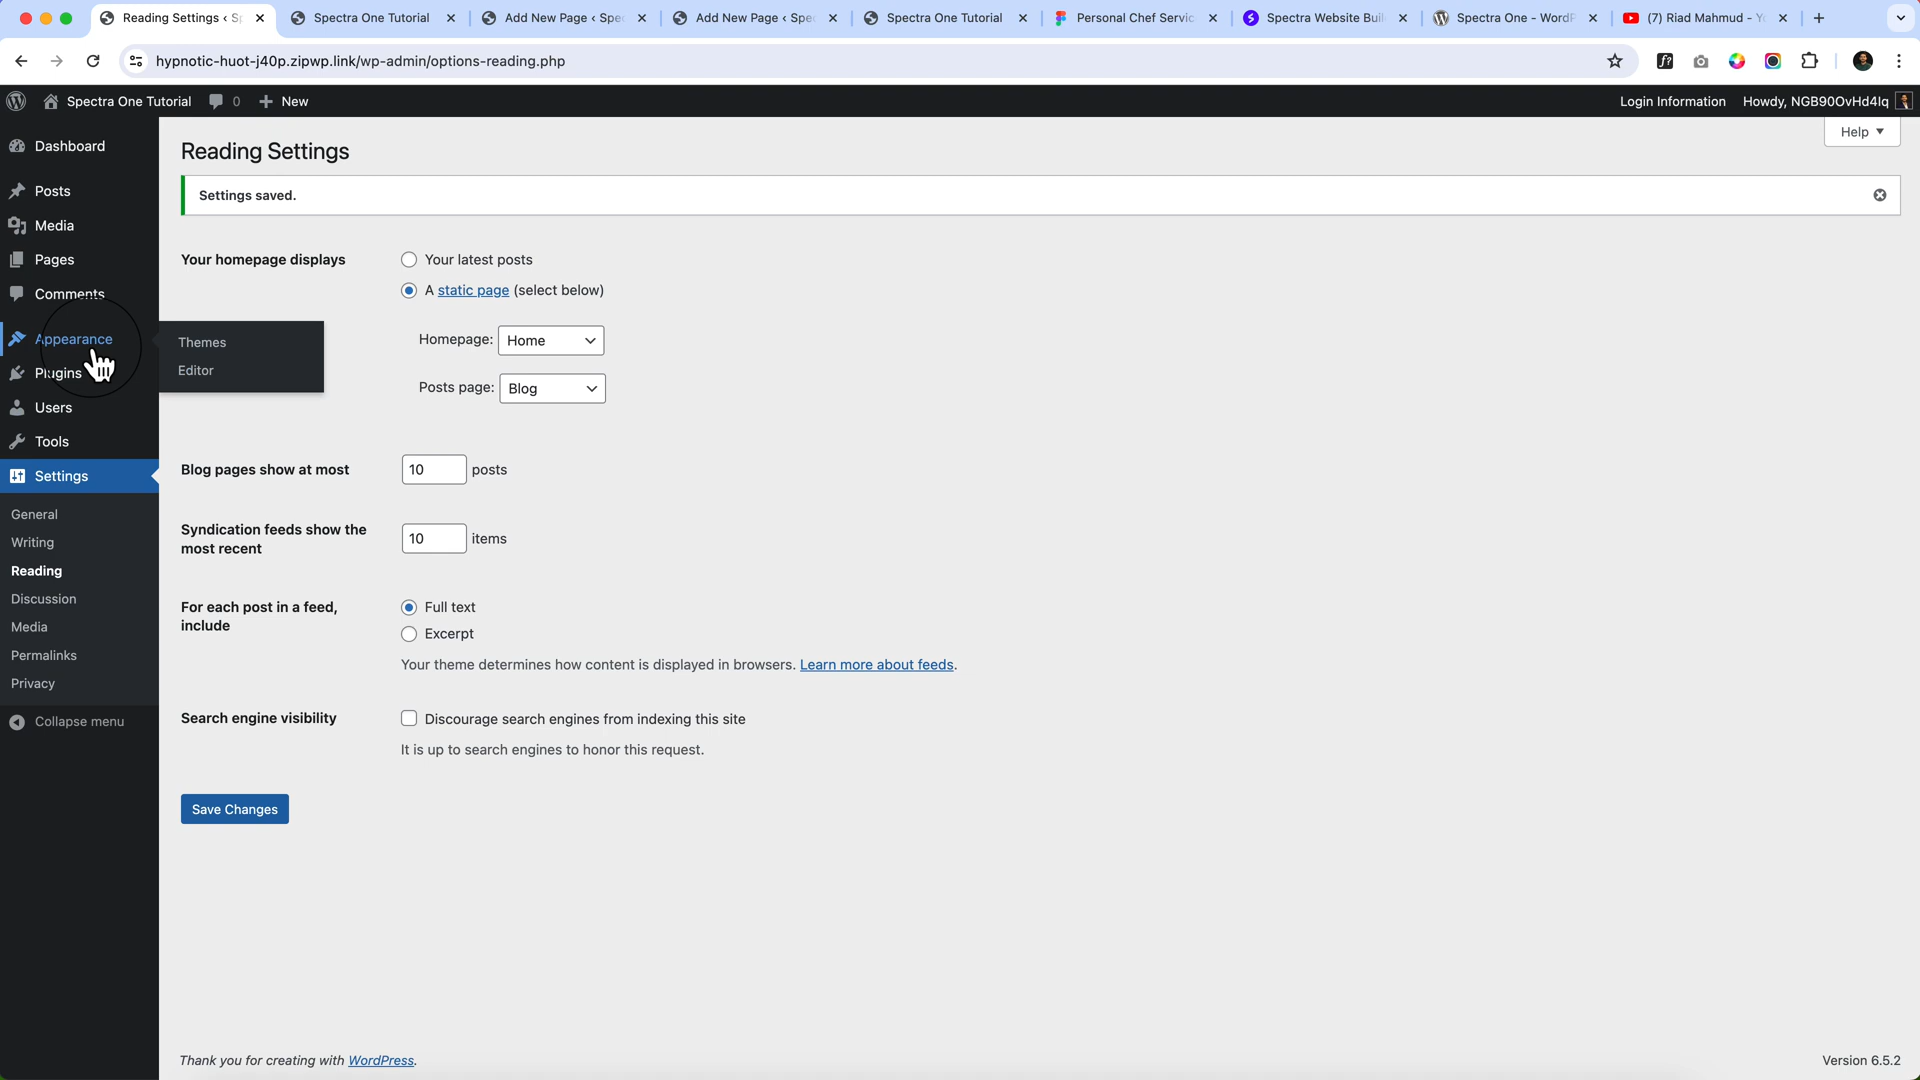 Reading Settings < S
Spectra One Tutorial
Add New Page < Spec
Add New Page < Spec
Spectra One Tutorial
Personal Chef Servic
Spectra Website Buil
Spectra One - WordP
(7) Riad Mahmud - Yo
hypnotic-huot-j40p.zipwp.link/wp-admin/options-reading.php
Spectra One Tutorial
0
New
Login Information
Howdy, NGB90OvHd4lq
Help
Dashboard
Posts
Media
Pages
Comments
Appearance
Themes
Editor
Plugins
Users
Tools
Settings
General
Writing
Reading
Discussion
Media
Permalinks
Privacy
Collapse menu
Reading Settings
Settings saved.
Your homepage displays
Your latest posts
A static page (select below)
Homepage: Home
Posts page: Blog
Blog pages show at most
10 posts
Syndication feeds show the
most recent
10 items
For each post in a feed,
include
Full text
Excerpt
Your theme determines how content is displayed in browsers. Learn more about feeds.
Search engine visibility
Discourage search engines from indexing this site
It is up to search engines to honor this request.
Save Changes
Thank you for creating with WordPress.
Version 6.5.2